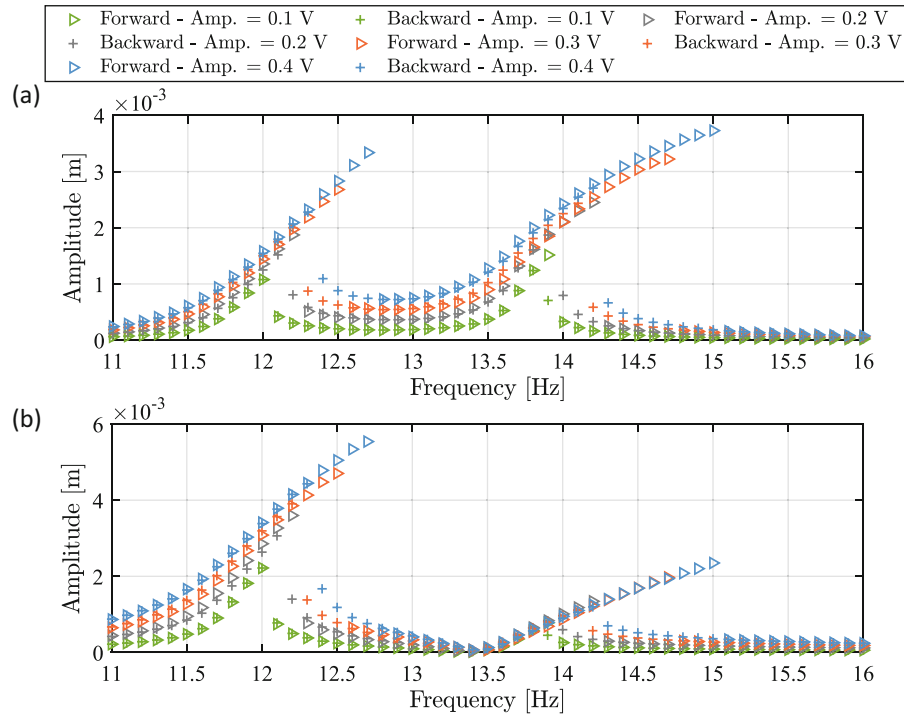 Forward - Amp. = 0.1 V Backward - Amp. = 0.1 V Forward - Amp. = 0.2 V
Backward - Amp. = 0.2 V Forward - Amp. = 0.3 V Backward - Amp. = 0.3 V
Forward - Amp. = 0.4 V Backward - Amp. = 0.4 V
(a)
×10-3
4
3
2
1
0
Amplitude [m]
11 11.5 12 12.5 13 13.5 14 14.5 15 15.5 16
Frequency [Hz]
(b)
×10-3
6
4
2
0
Amplitude [m]
11 11.5 12 12.5 13 13.5 14 14.5 15 15.5 16
Frequency [Hz]